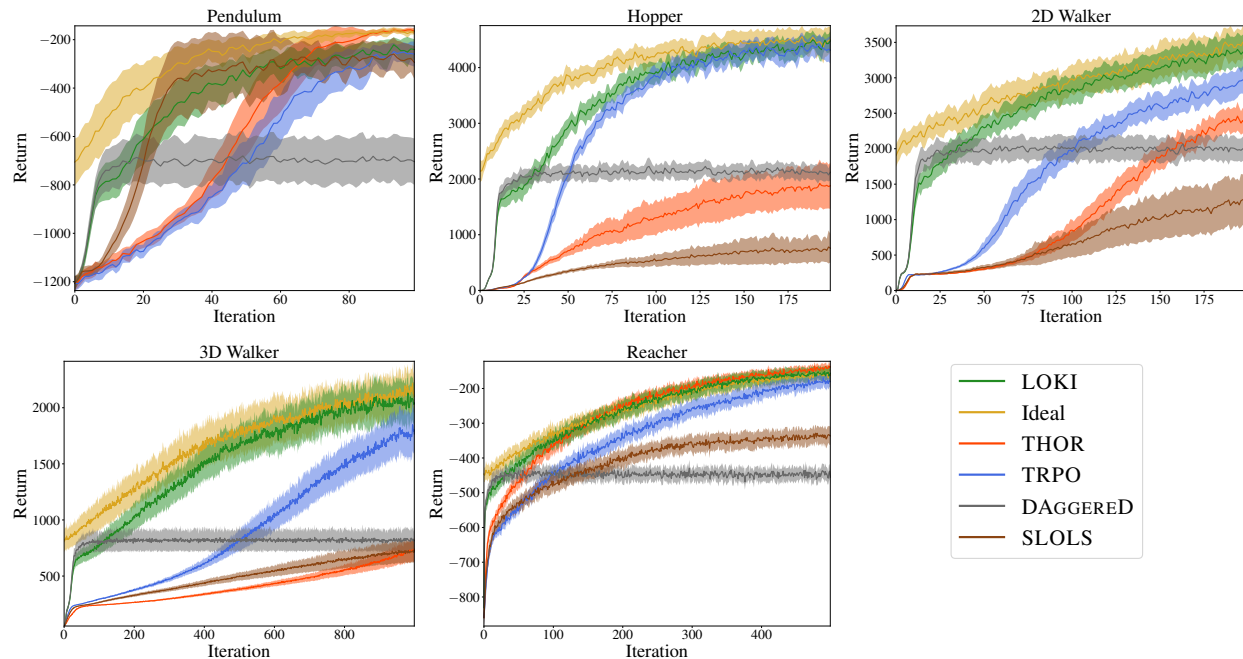 Pendulum
−200
−400
−600
−800
−1000
−1200
Return
0 20 40 60 80
Iteration
Hopper
4000
3000
2000
1000
0
Return
0 25 50 75 100 125 150 175
Iteration
2D Walker
3500
3000
2500
2000
1500
1000
500
0
Return
0 25 50 75 100 125 150 175
Iteration
3D Walker
2000
1500
1000
500
Return
0 200 400 600 800
Iteration
Reacher
−200
−300
−400
−500
−600
−700
−800
Return
0 100 200 300 400
Iteration
LOKI
Ideal
THOR
TRPO
DAGGEREED
SLOLS